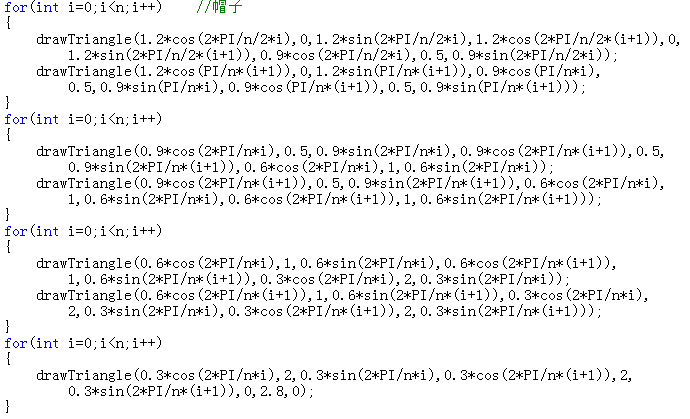 for(int i=0;i<n;i++)    //帽子
{
    drawTriangle(1.2*cos(2*PI/n/2*i),0,1.2*sin(2*PI/n/2*i),1.2*cos(2*PI/n/2*(i+1)),0,
        1.2*sin(2*PI/n/2*(i+1)),0.9*cos(2*PI/n/2*i),0.5,0.9*sin(2*PI/n/2*i));
    drawTriangle(1.2*cos(PI/n*(i+1)),0,1.2*sin(PI/n*(i+1)),0.9*cos(PI/n*i),
        0.5,0.9*sin(PI/n*i),0.9*cos(PI/n*(i+1)),0.5,0.9*sin(PI/n*(i+1)));
}
for(int i=0;i<n;i++)
{
    drawTriangle(0.9*cos(2*PI/n*i),0.5,0.9*sin(2*PI/n*i),0.9*cos(2*PI/n*(i+1)),0.5,
        0.9*sin(2*PI/n*(i+1)),0.6*cos(2*PI/n*i),1,0.6*sin(2*PI/n*i));
    drawTriangle(0.9*cos(2*PI/n*(i+1)),0.5,0.9*sin(2*PI/n*(i+1)),0.6*cos(2*PI/n*i),
        1,0.6*sin(2*PI/n*i),0.6*cos(2*PI/n*(i+1)),1,0.6*sin(2*PI/n*(i+1)));
}
for(int i=0;i<n;i++)
{
    drawTriangle(0.6*cos(2*PI/n*i),1,0.6*sin(2*PI/n*i),0.6*cos(2*PI/n*(i+1)),
        1,0.6*sin(2*PI/n*(i+1)),0.3*cos(2*PI/n*i),2,0.3*sin(2*PI/n*i));
    drawTriangle(0.6*cos(2*PI/n*(i+1)),1,0.6*sin(2*PI/n*(i+1)),0.3*cos(2*PI/n*i),
        2,0.3*sin(2*PI/n*i),0.3*cos(2*PI/n*(i+1)),2,0.3*sin(2*PI/n*(i+1)));
}
for(int i=0;i<n;i++)
{
    drawTriangle(0.3*cos(2*PI/n*i),2,0.3*sin(2*PI/n*i),0.3*cos(2*PI/n*(i+1)),2,
        0.3*sin(2*PI/n*(i+1)),0,2.8,0);
}